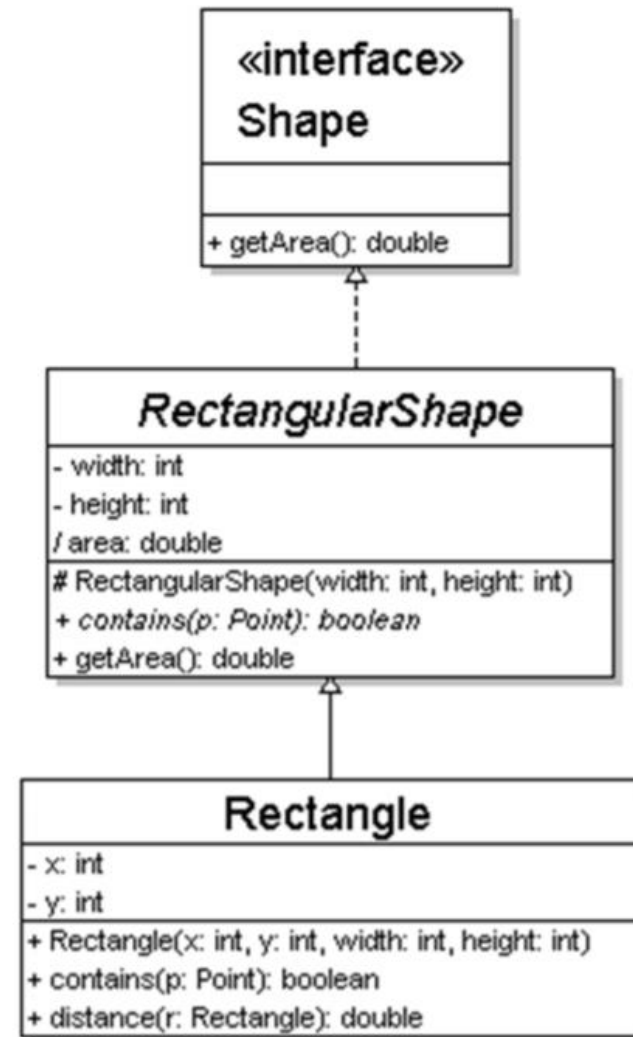 «interface»
Shape
+ getArea(): double
RectangularShape
- width: int
- height: int
/ area: double
# RectangularShape(width: int, height: int)
+ contains(p: Point): boolean
+ getArea(): double
Rectangle
- x: int
- y: int
+ Rectangle(x: int, y: int, width: int, height: int)
+ contains(p: Point): boolean
+ distance(r: Rectangle): double